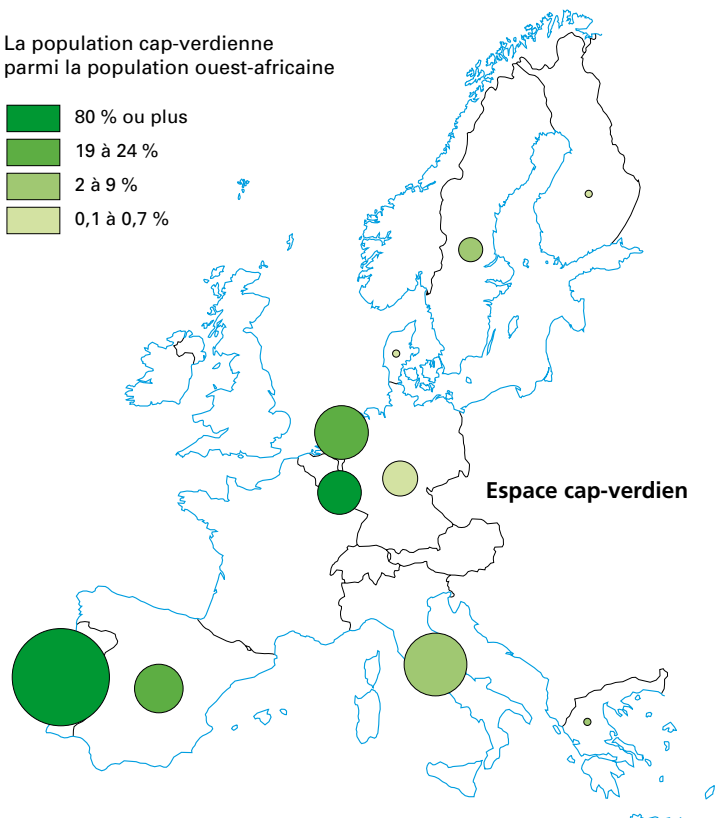 La population cap-verdienne
parmi la population ouest-africaine
80 % ou plus
19 à 24 %
2 à 9 %
0,1 à 0,7 %
Espace cap-verdien